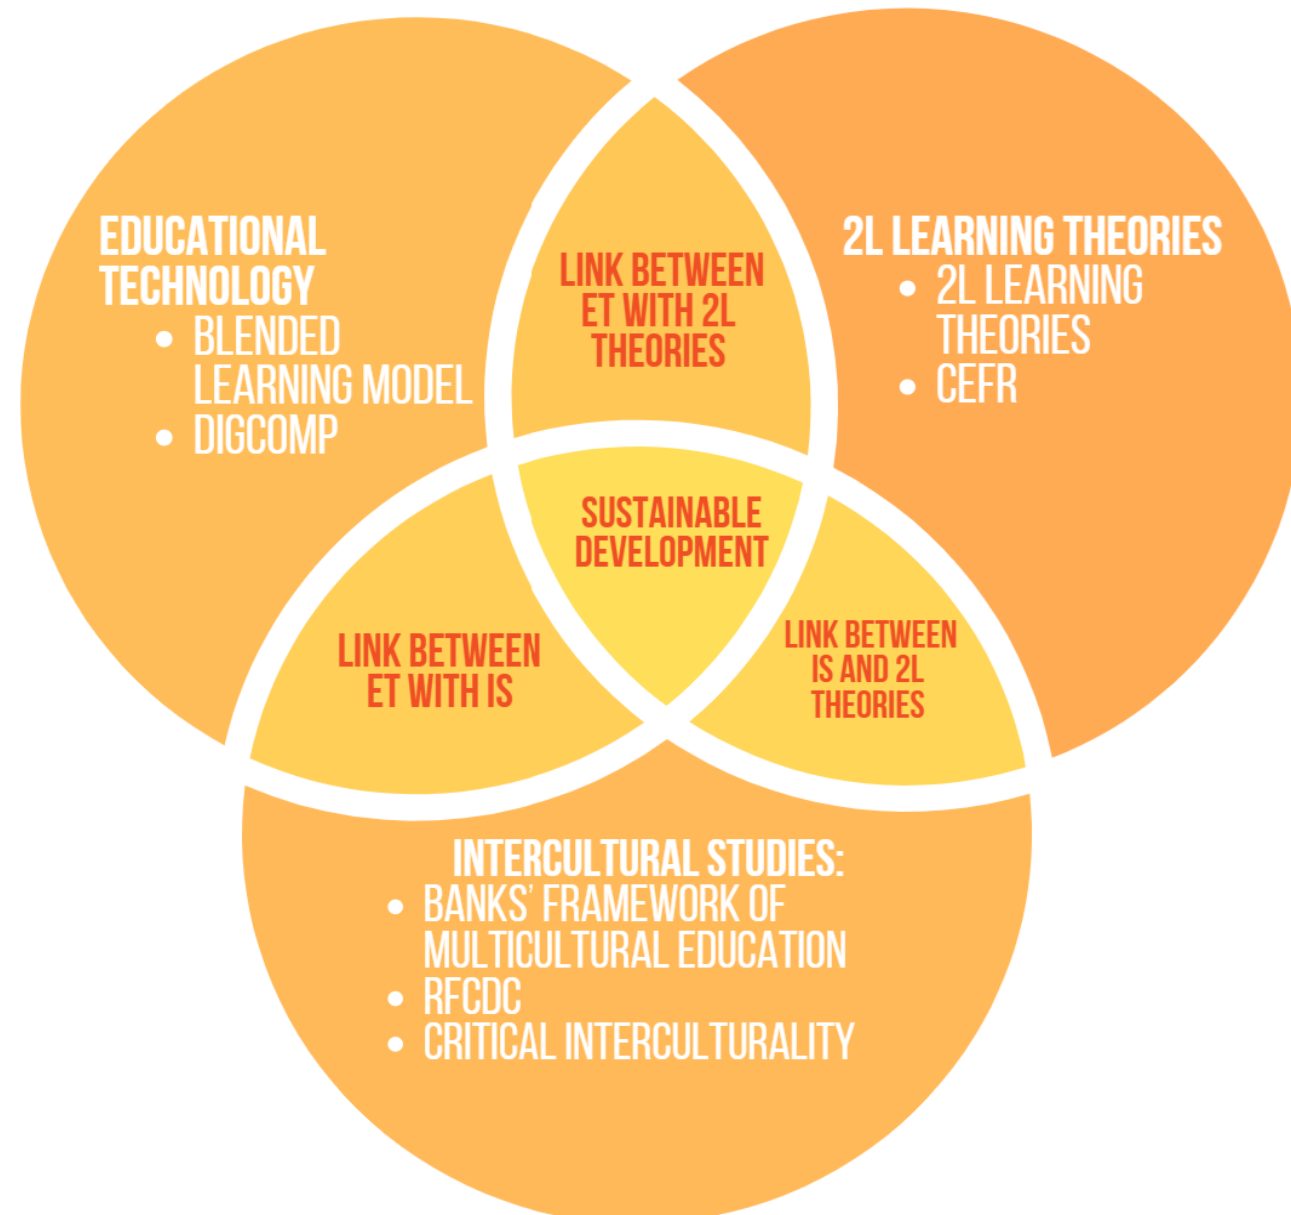 EDUCATIONAL
TECHNOLOGY
• BLENDED
LEARNING MODEL
• DIGCOMP
LINK BETWEEN
ET WITH 2L
THEORIES
2L LEARNING THEORIES
• 2L LEARNING
THEORIES
• CEFR
SUSTAINABLE
DEVELOPMENT
LINK BETWEEN
ET WITH IS
LINK BETWEEN
IS AND 2L
THEORIES
INTERCULTURAL STUDIES:
• BANKS' FRAMEWORK OF
MULTICULTURAL EDUCATION
• RFCDC
• CRITICAL INTERCULTURALITY